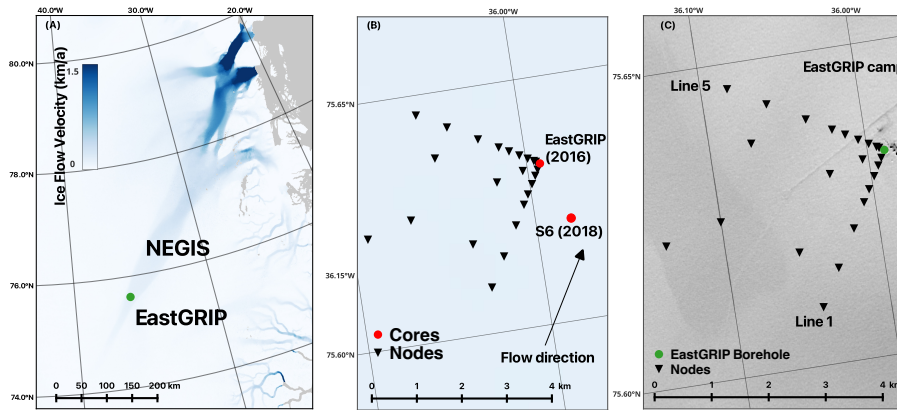 (A)
40.0°W
30.0°W
20.0°W
80.0°N
78.0°N
76.0°N
74.0°N
Ice Flow Velocity (km/a)
1.5
0
NEGIS
EastGRIP
0 50 100 150 200 km
(B)
36.00°W
75.65°N
36.15°N
75.60°N
EastGRIP
(2016)
S6 (2018)
Cores
Nodes
Flow direction
0 1 2 3 4 km
(C)
36.10°W
36.00°W
75.65°N
75.60°N
EastGRIP camp
Line 5
Line 1
EastGRIP Borehole
Nodes
0 1 2 3 4 km